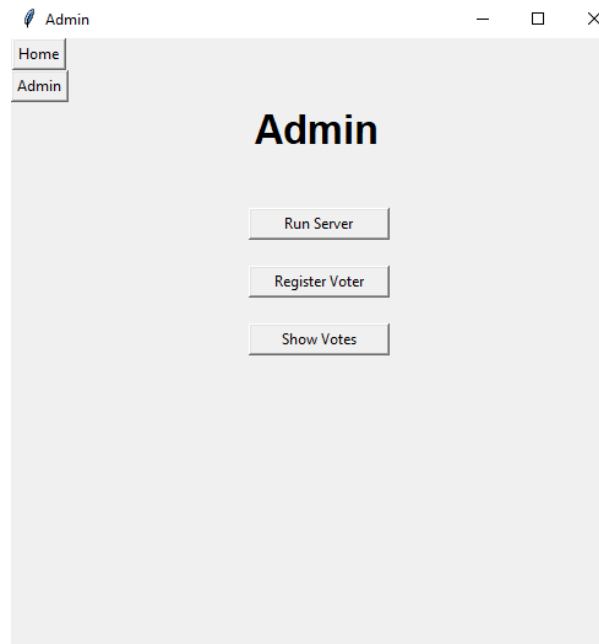 Admin
Home
Admin
Admin
Run Server
Register Voter
Show Votes